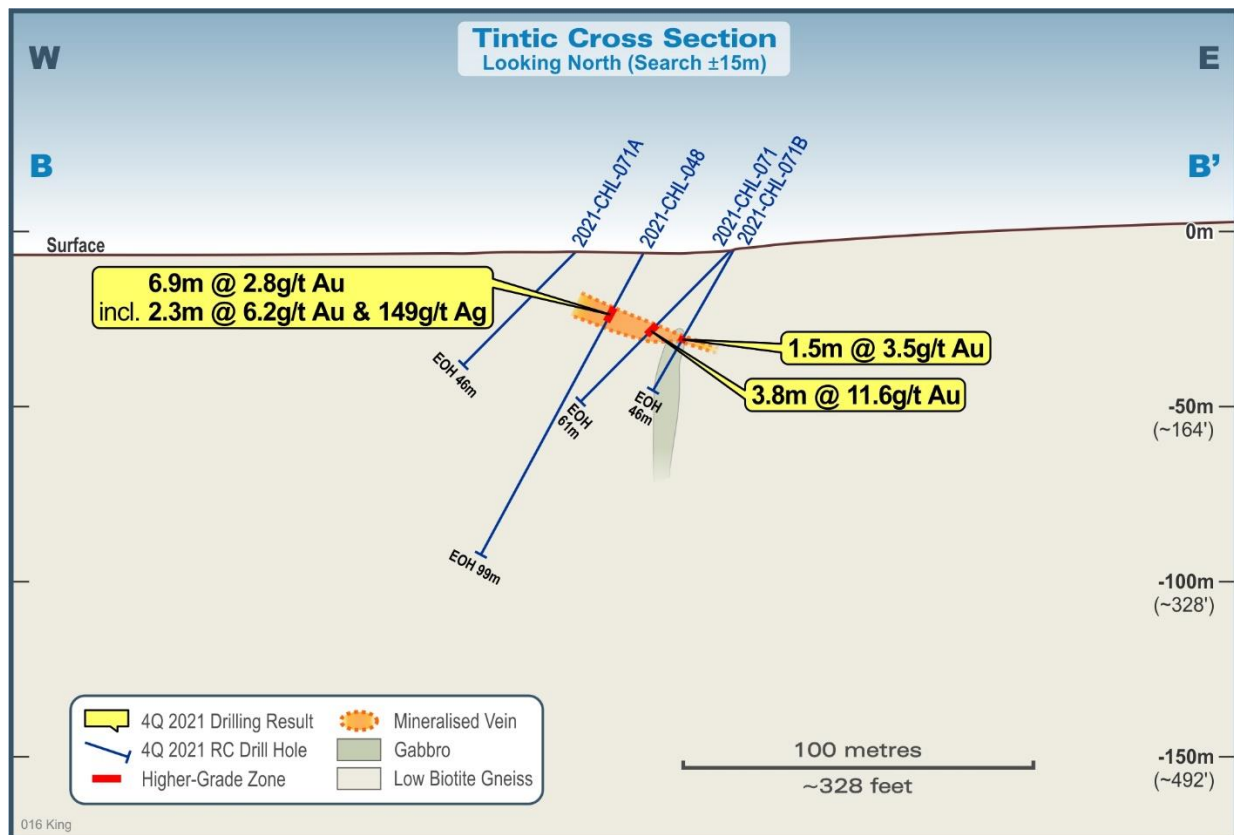 Tintic Cross Section
Looking North (Search ±15m)
W
E
B
B’
2021-CHL-071A
2021-CHL-048
2021-CHL-071
2021-CHL-071B
Surface
0m
6.9m @ 2.8g/t Au
incl. 2.3m @ 6.2g/t Au & 149g/t Ag
1.5m @ 3.5g/t Au
3.8m @ 11.6g/t Au
EOH 46m
EOH
61m
EOH
46m
EOH 99m
-50m
(~164')
-100m
(~328')
-150m
(~492')
4Q 2021 Drilling Result
4Q 2021 RC Drill Hole
Higher-Grade Zone
Mineralised Vein
Gabbro
Low Biotite Gneiss
100 metres
~328 feet
016 King